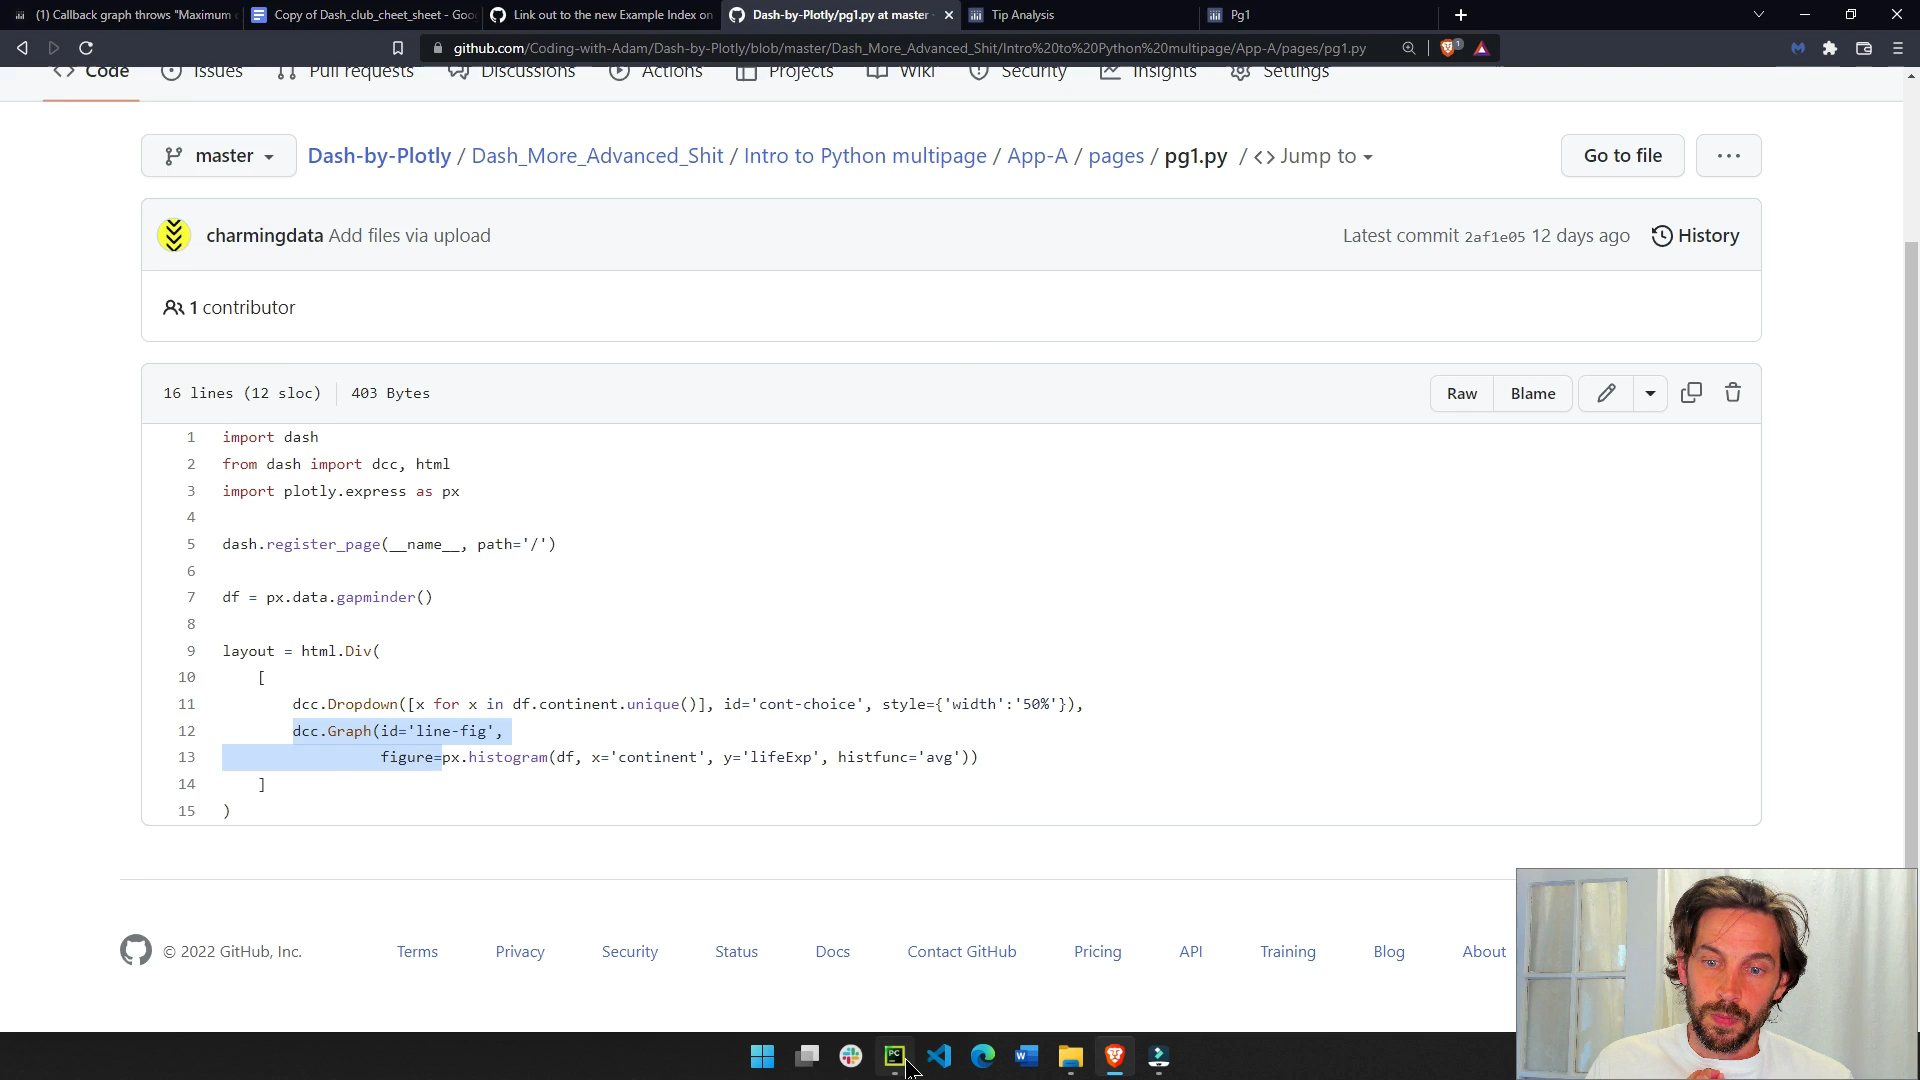 (1) Callback graph throws "Maximum
Copy of Dash_club_cheet_sheet - Goo
Link out to the new Example Index on
Dash-by-Plotly/pg1.py at master
Tip Analysis
Pg1
github.com/Coding-with-Adam/Dash-by-Plotly/blob/master/Dash_More_Advanced_Shit/Intro%20to%20Python%20multipage/App-A/pages/pg1.py
1
Code Issues Pull requests Discussions Actions Projects Wiki Security Insights Settings
master Dash-by-Plotly / Dash_More_Advanced_Shit / Intro to Python multipage / App-A / pages / pg1.py / <> Jump to Go to file ...
charmingdata Add files via upload Latest commit 2af1e05 12 days ago History
1 contributor
16 lines (12 sloc) 403 Bytes Raw Blame
1 import dash
2 from dash import dcc, html
3 import plotly.express as px
4
5 dash.register_page(__name__, path='/')
6
7 df = px.data.gapminder()
8
9 layout = html.Div(
10 [
11 dcc.Dropdown([x for x in df.continent.unique()], id='cont-choice', style={'width':'50%'}),
12 dcc.Graph(id='line-fig',
13 figure=px.histogram(df, x='continent', y='lifeExp', histfunc='avg'))
14 ]
15 )
© 2022 GitHub, Inc. Terms Privacy Security Status Docs Contact GitHub Pricing API Training Blog About
PC
W